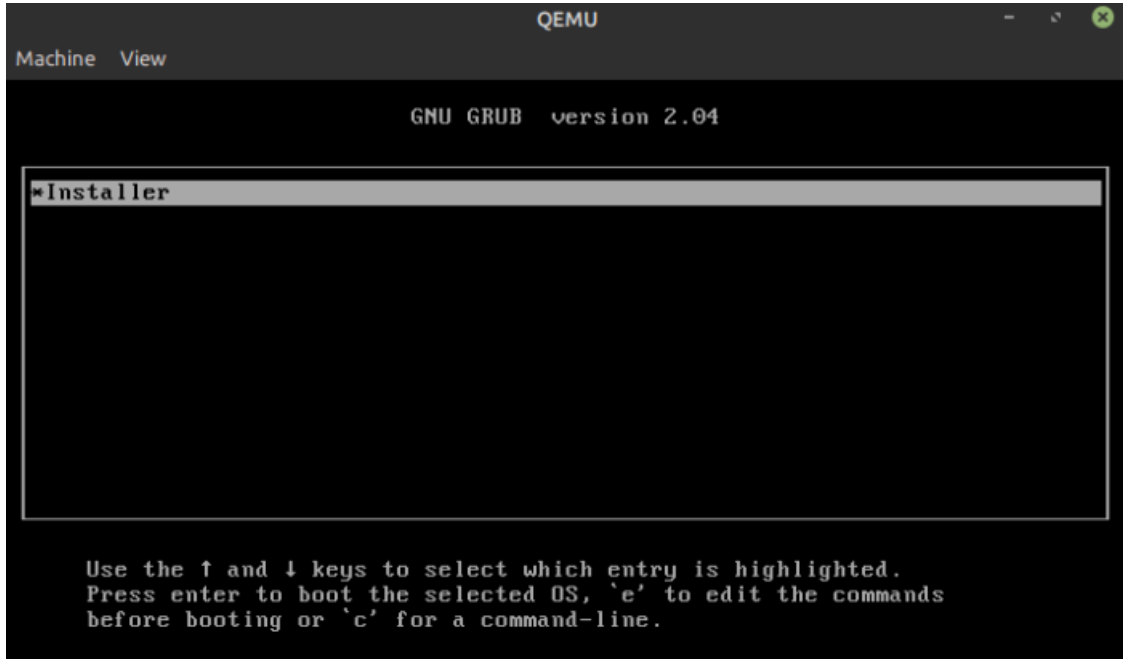 QEMU
Machine View
GNU GRUB version 2.04
*Installer
Use the ↑ and ↓ keys to select which entry is highlighted.
Press enter to boot the selected OS, `e' to edit the commands
before booting or `c' for a command-line.